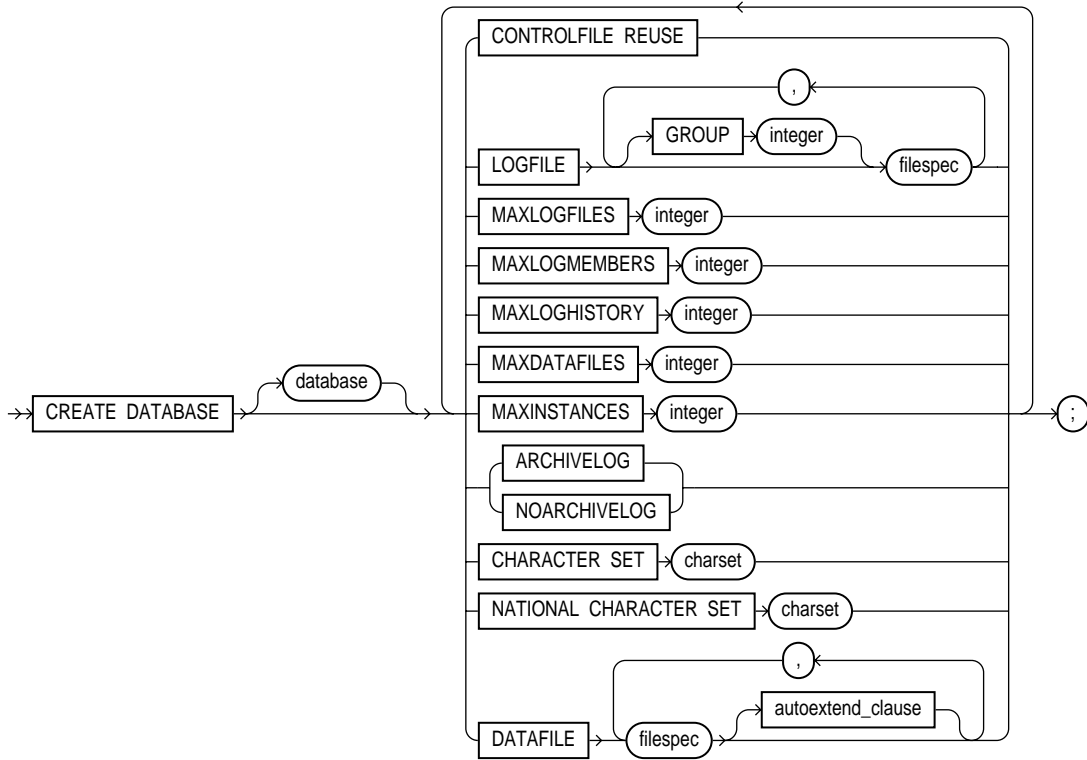 CONTROLFILE REUSE
,
GROUP integer
LOGFILE filespec
MAXLOGFILES integer
MAXLOGMEMBERS integer
MAXLOGHISTORY integer
MAXDATAFILES integer
database
CREATE DATABASE MAXINSTANCES integer ;
ARCHIVELOG
NOARCHIVELOG
CHARACTER SET charset
NATIONAL CHARACTER SET charset
,
autoextend_clause
DATAFILE filespec